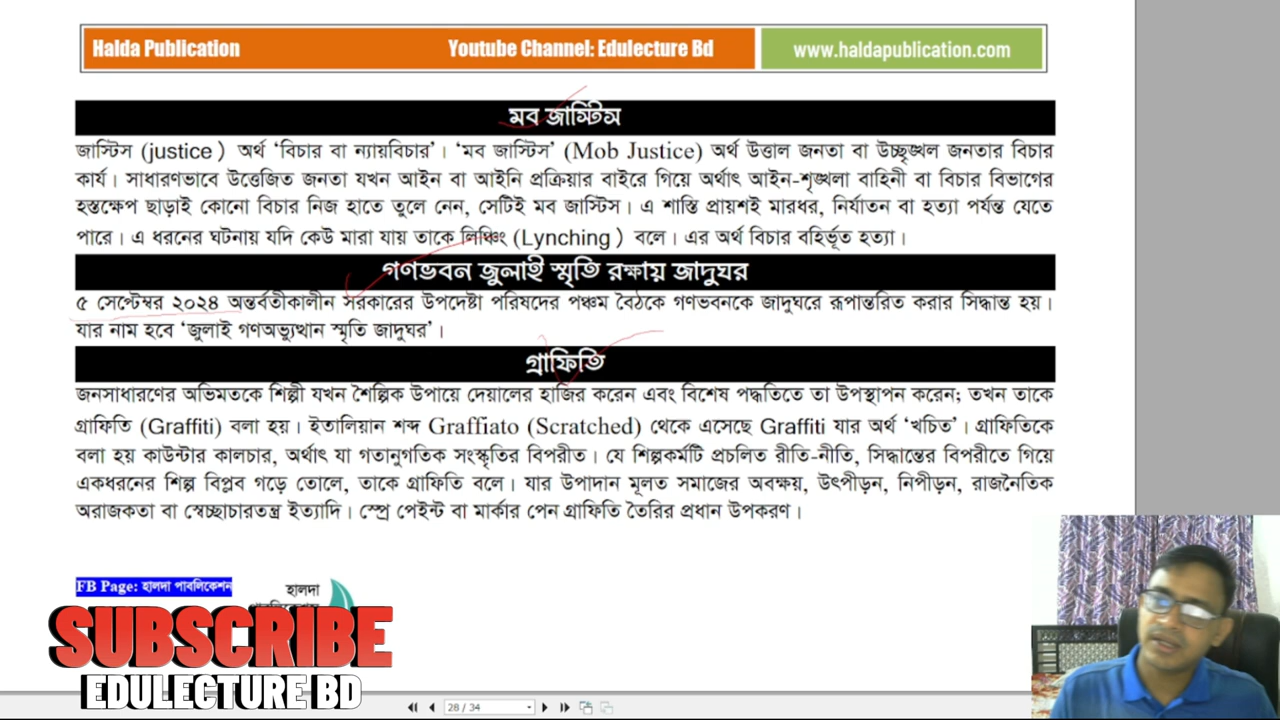 Halda Publication Youtube Channel: Edulecture Bd www.haldapublication.com
মব জাস্টিস
জাস্টিস (justice) অর্থ ‘বিচার বা ন্যায়বিচার’। ‘মব জাস্টিস’ (Mob Justice) অর্থ উত্তাল জনতা বা উচ্ছৃঙ্খল জনতার বিচার
কার্য। সাধারণভাবে উত্তেজিত জনতা যখন আইন বা আইনি প্রক্রিয়ার বাইরে গিয়ে অর্থাৎ আইন-শৃঙ্খলা বাহিনী বা বিচার বিভাগের
হস্তক্ষেপ ছাড়াই কোনো বিচার নিজ হাতে তুলে নেন, সেটিই মব জাস্টিস। এ শাস্তি প্রায়শই মারধর, নির্যাতন বা হত্যা পর্যন্ত যেতে
পারে। এ ধরনের ঘটনায় যদি কেউ মারা যায় তাকে লিঞ্চিং (Lynching) বলে। এর অর্থ বিচার বহির্ভূত হত্যা।
গণভবন জুলাই স্মৃতি রক্ষায় জাদুঘর
৫ সেপ্টেম্বর ২০২৪ অন্তর্বতীকালীন সরকারের উপদেষ্টা পরিষদের পঞ্চম বৈঠকে গণভবনকে জাদুঘরে রূপান্তরিত করার সিদ্ধান্ত হয়।
যার নাম হবে ‘জুলাই গণঅভ্যুত্থান স্মৃতি জাদুঘর’।
গ্রাফিতি
জনসাধারণের অভিমতকে শিল্পী যখন শৈল্পিক উপায়ে দেয়ালের হাজির করেন এবং বিশেষ পদ্ধতিতে তা উপস্থাপন করেন; তখন তাকে
গ্রাফিতি (Graffiti) বলা হয়। ইতালিয়ান শব্দ Graffiato (Scratched) থেকে এসেছে Graffiti যার অর্থ ‘খচিত’। গ্রাফিতিকে
বলা হয় কাউন্টার কালচার, অর্থাৎ যা গতানুগতিক সংস্কৃতির বিপরীত। যে শিল্পকর্মটি প্রচলিত রীতি-নীতি, সিদ্ধান্তের বিপরীতে গিয়ে
একধরনের শিল্প বিপ্লব গড়ে তোলে, তাকে গ্রাফিতি বলে। যার উপাদান মূলত সমাজের অবক্ষয়, উৎপীড়ন, নিপীড়ন, রাজনৈতিক
অরাজকতা বা স্বেচ্ছাচারতন্ত্র ইত্যাদি। স্প্রে পেইন্ট বা মার্কার পেন গ্রাফিতি তৈরির প্রধান উপকরণ।
FB Page: হালদা পাবলিকেশন
হালদা
SUBSCRIBE
EDULECTURE BD
28 / 34